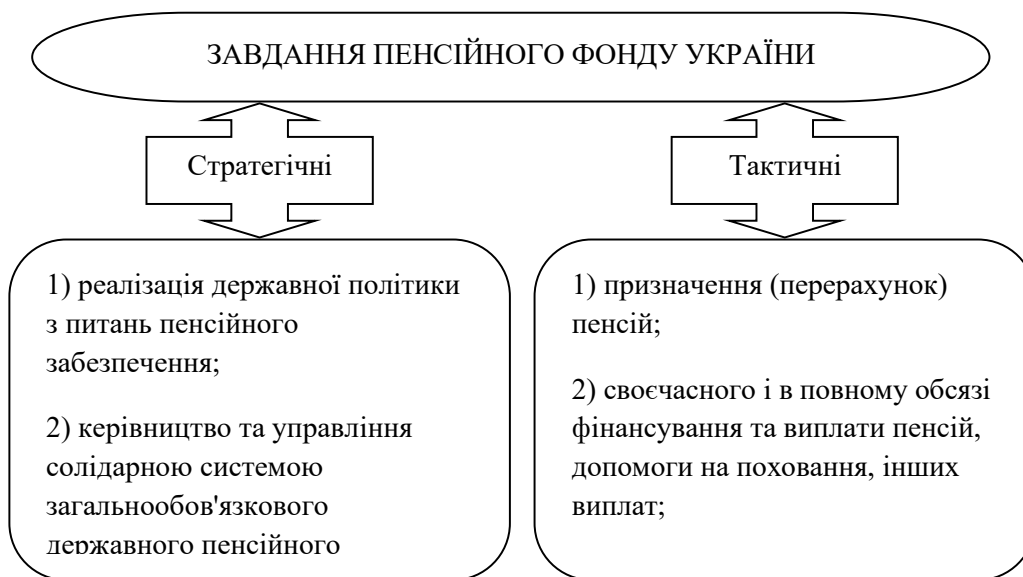 ЗАВДАННЯ ПЕНСІЙНОГО ФОНДУ УКРАЇНИ
Стратегічні
Тактичні
1) реалізація державної політики
з питань пенсійного
забезпечення;
2) керівництво та управління
солідарною системою
загальнообов'язкового
державного пенсійного
1) призначення (перерахунок)
пенсій;
2) своєчасного і в повному обсязі
фінансування та виплати пенсій,
допомоги на поховання, інших
виплат;